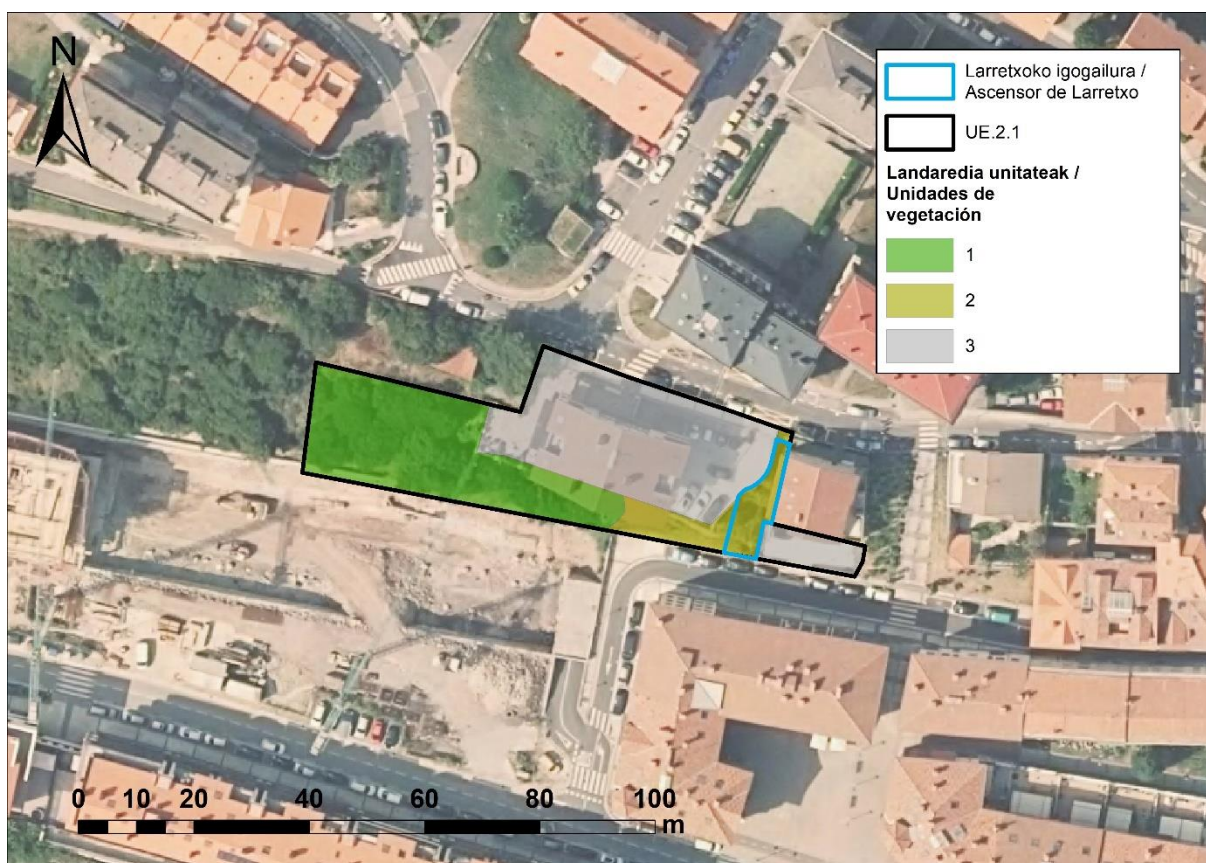 N
Larretxoko igogailura /
Ascensor de Larretxo
UE.2.1
Landaredia unitateak /
Unidades de
vegetación
1
2
3
0 10 20 40 60 80 100
m